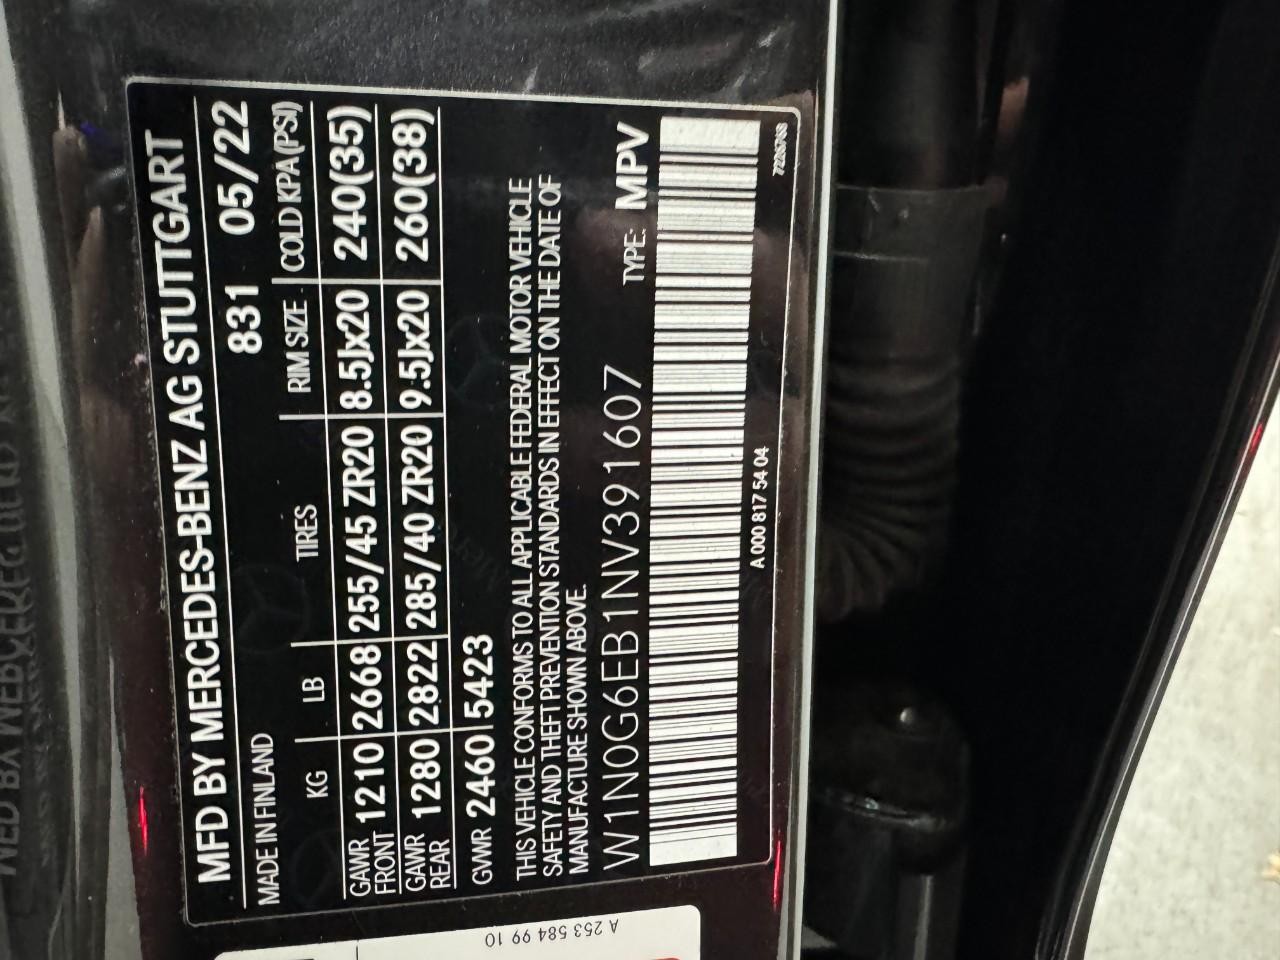 MFD BY MERCEDES-BENZ AG STUTTGART
MADE IN FINLAND 831 05/22
KG LB TIRES RIM SIZE COLD KPA (PSI)
GAWR FRONT 1210 2668 255/45 ZR20 8.5Jx20 240(35)
GAWR REAR 1280 2822 285/40 ZR20 9.5Jx20 260(38)
GVWR 2460 5423
THIS VEHICLE CONFORMS TO ALL APPLICABLE FEDERAL MOTOR VEHICLE
SAFETY AND THEFT PREVENTION STANDARDS IN EFFECT ON THE DATE OF
MANUFACTURE SHOWN ABOVE.
W1N0G6EB1NV391607 TYPE: MPV
A 000 817 54 04
A 253 584 99 10